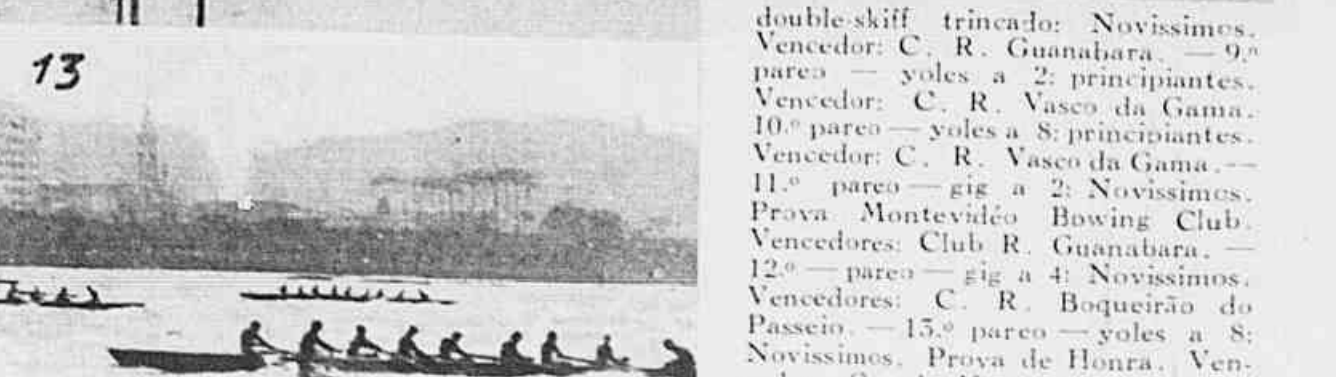 13
double-skiff trincado: Novissimos.
Vencedor: C. R. Guanabara. — 9.º
pareo — yoles a 2: principiantes.
Vencedor: C. R. Vasco da Gama.
10.º pareo — yoles a 8: principiantes.
Vencedor: C. R. Vasco da Gama. —
11.º pareo — gig a 2: Novissimos.
Prova Montevidéo Bowing Club.
Vencedores: Club R. Guanabara. —
12.º — pareo — gig a 4: Novissimos.
Vencedores: C. R. Boqueirão do
Passeio. — 13.º pareo — yoles a 8:
Novissimos. Prova de Honra. Ven-